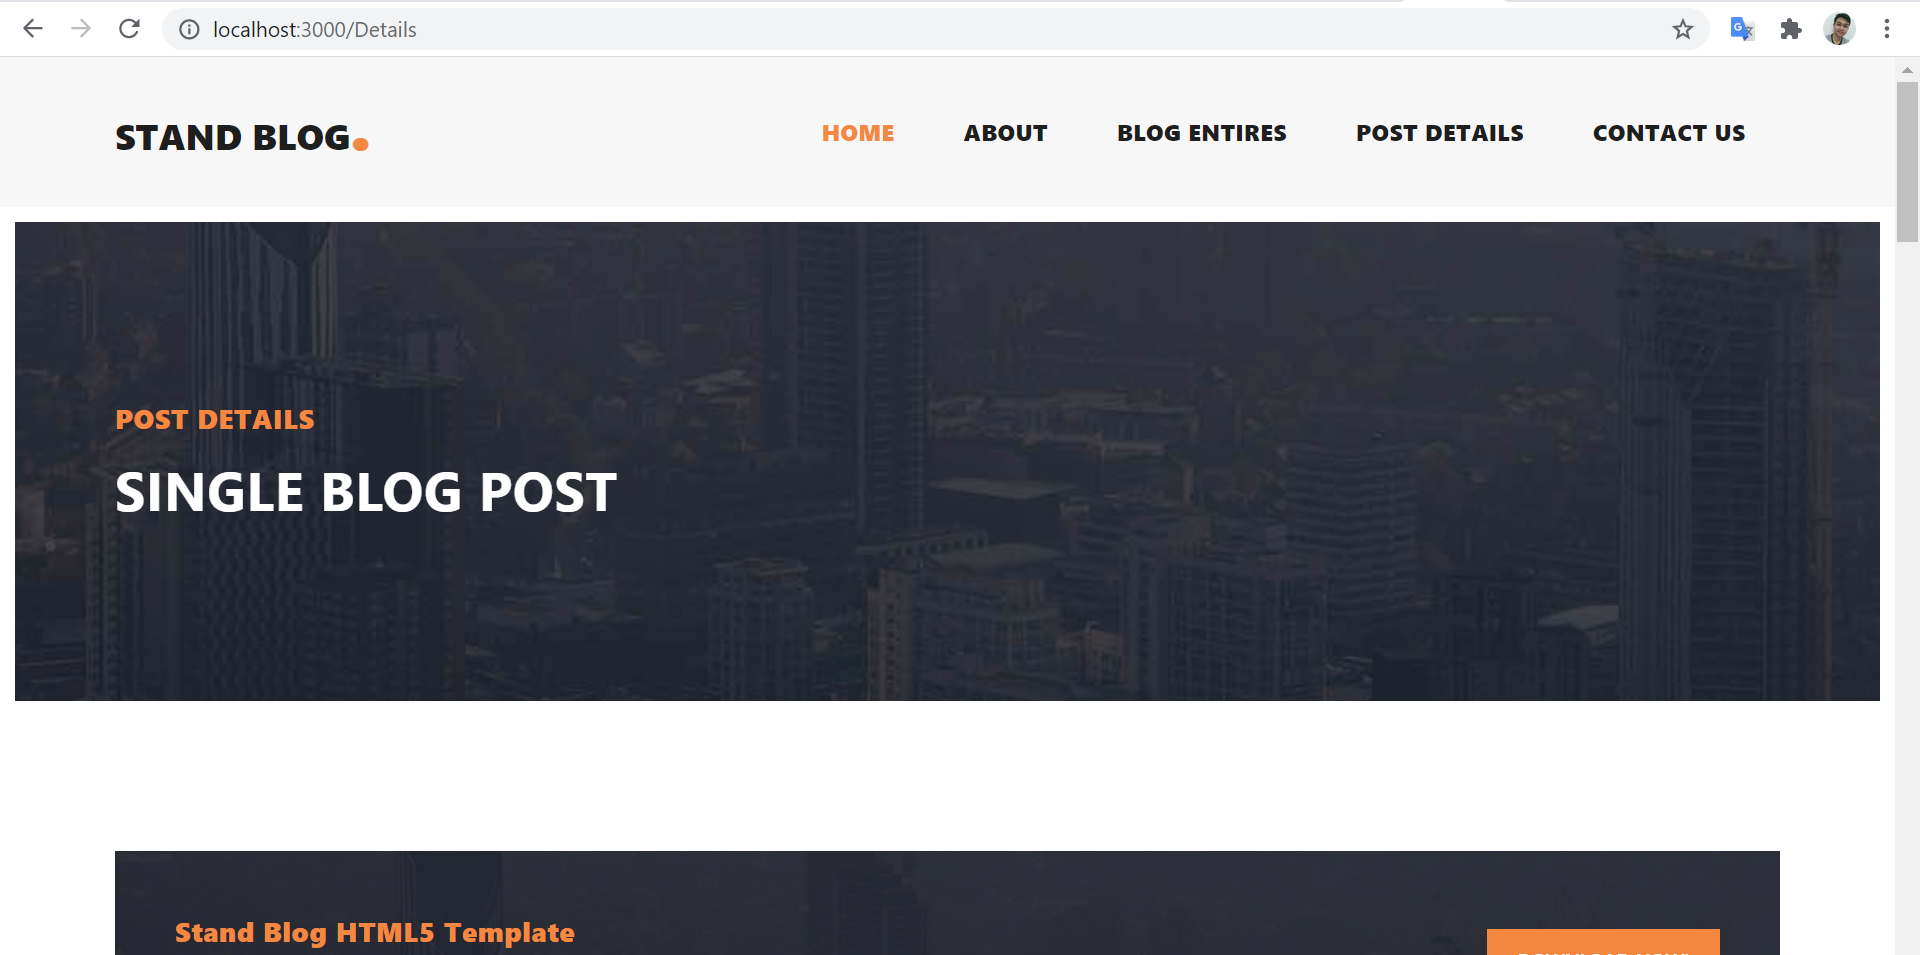 localhost:3000/Details
STAND BLOG.
HOME ABOUT BLOG ENTIRES POST DETAILS CONTACT US
POST DETAILS
SINGLE BLOG POST
Stand Blog HTML5 Template